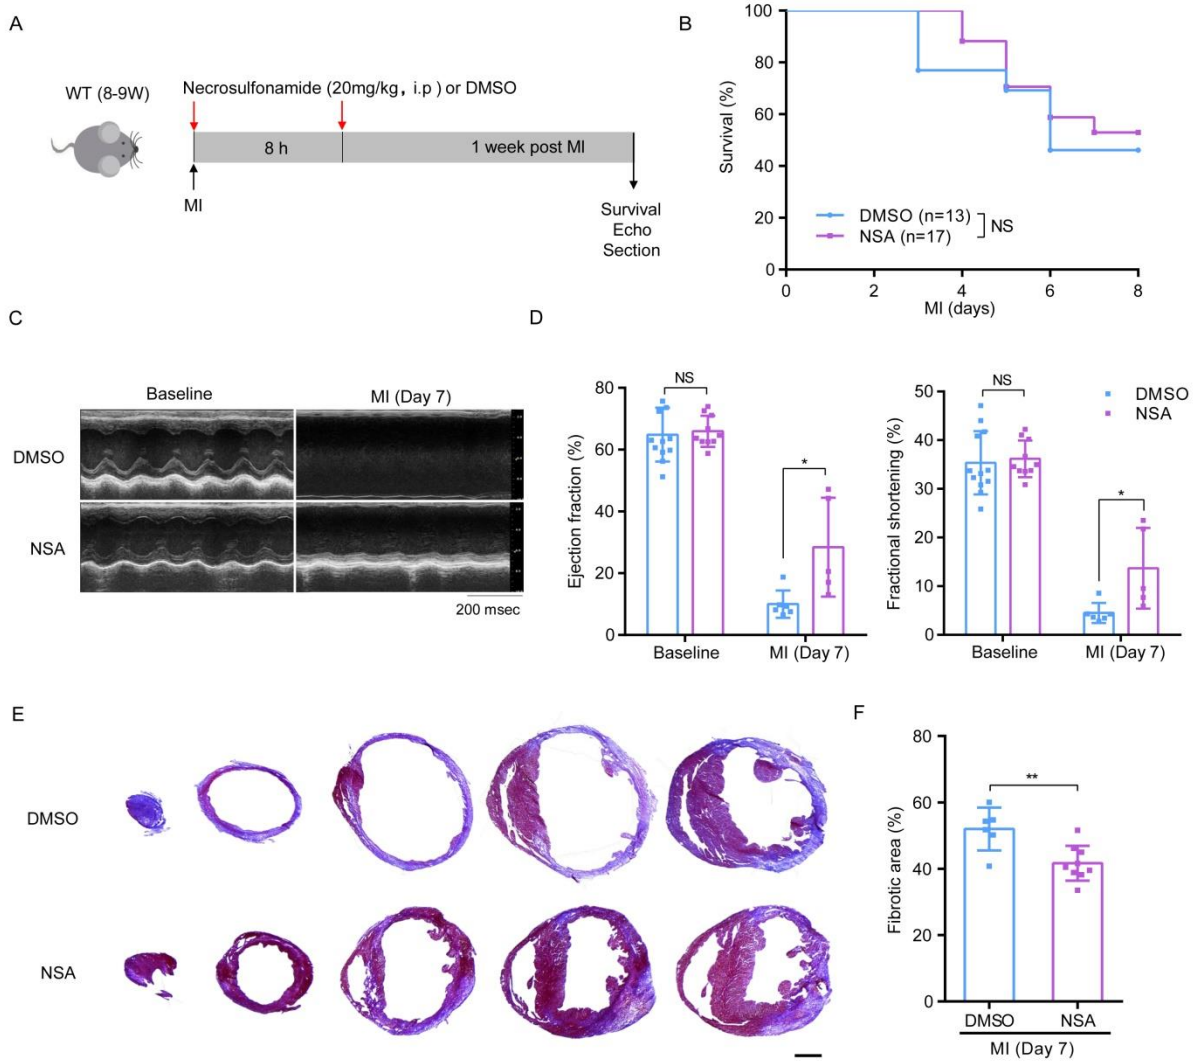 A
WT (8-9W)
Necrosulfonamide (20mg/kg, i.p ) or DMSO
8 h
1 week post MI
MI
Survival
Echo
Section
B
Survival (%)
100
80
60
40
20
0
DMSO (n=13)
NSA (n=17)
NS
0 2 4 6 8
MI (days)
C
Baseline MI (Day 7)
DMSO
NSA
200 msec
D
Ejection fraction (%)
80
60
40
20
0
NS
*
Baseline MI (Day 7)
Fractional shortening (%)
50
40
30
20
10
0
NS
*
DMSO
NSA
Baseline MI (Day 7)
E
DMSO
NSA
F
Fibrotic area (%)
80
60
40
20
0
**
DMSO NSA
MI (Day 7)